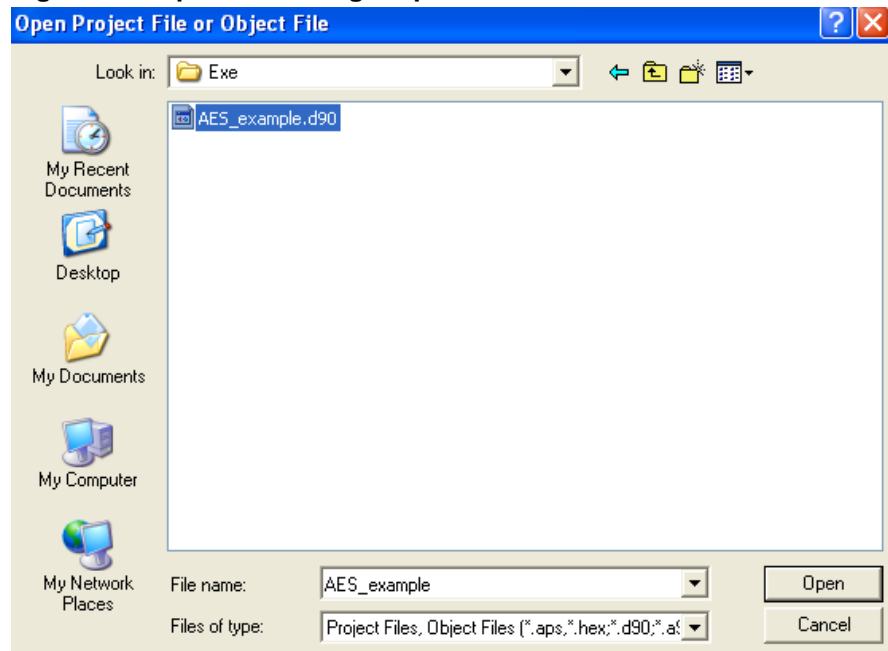 Open Project File or Object File
Look in: Exe
AES_example.d90
My Recent
Documents
Desktop
My Documents
My Computer
My Network
Places
File name: AES_example Open
Files of type: Project Files, Object Files (*.aps,*.hex;*.d90;*.a Cancel